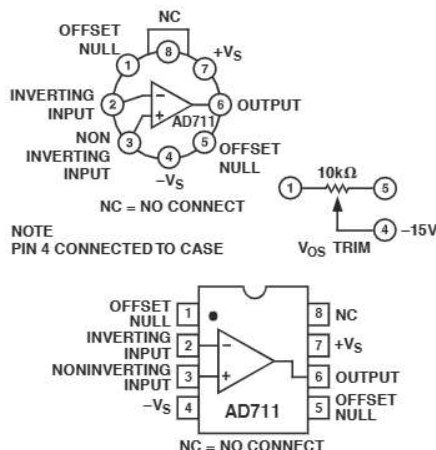 NC
OFFSET
NULL
8
+VS
1
7
INVERTING
INPUT
2
−
+
AD711
6
OUTPUT
NON
INVERTING
INPUT
3
4
5
OFFSET
NULL
−VS
NC = NO CONNECT
NOTE
PIN 4 CONNECTED TO CASE
10kΩ
1
5
4
−15V
VOS TRIM
OFFSET
NULL
1
8
NC
INVERTING
INPUT
2
−
7
+VS
NONINVERTING
INPUT
3
+
6
OUTPUT
−VS
4
AD711
5
OFFSET
NULL
NC = NO CONNECT